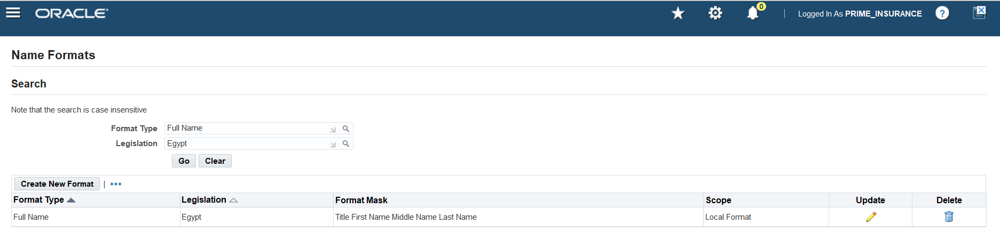 ORACLE
0
Logged In As PRIME_INSURANCE
?
Name Formats
Search
Note that the search is case insensitive
Format Type Full Name
Legislation Egypt
Go Clear
Create New Format | •••
Format Type Legislation Format Mask Scope Update Delete
Full Name Egypt Title First Name Middle Name Last Name Local Format